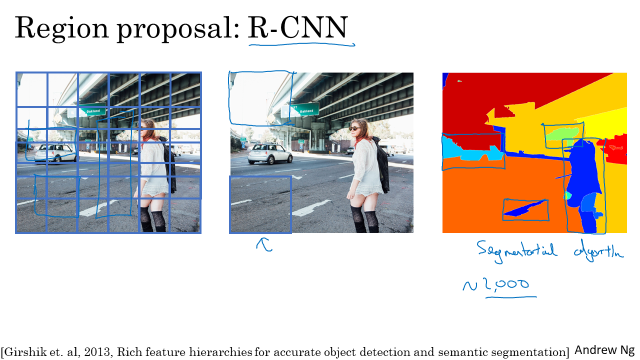 Region proposal: R-CNN
Segmentation algorithm
~2,000
[Girshik et. al, 2013, Rich feature hierarchies for accurate object detection and semantic segmentation] Andrew Ng